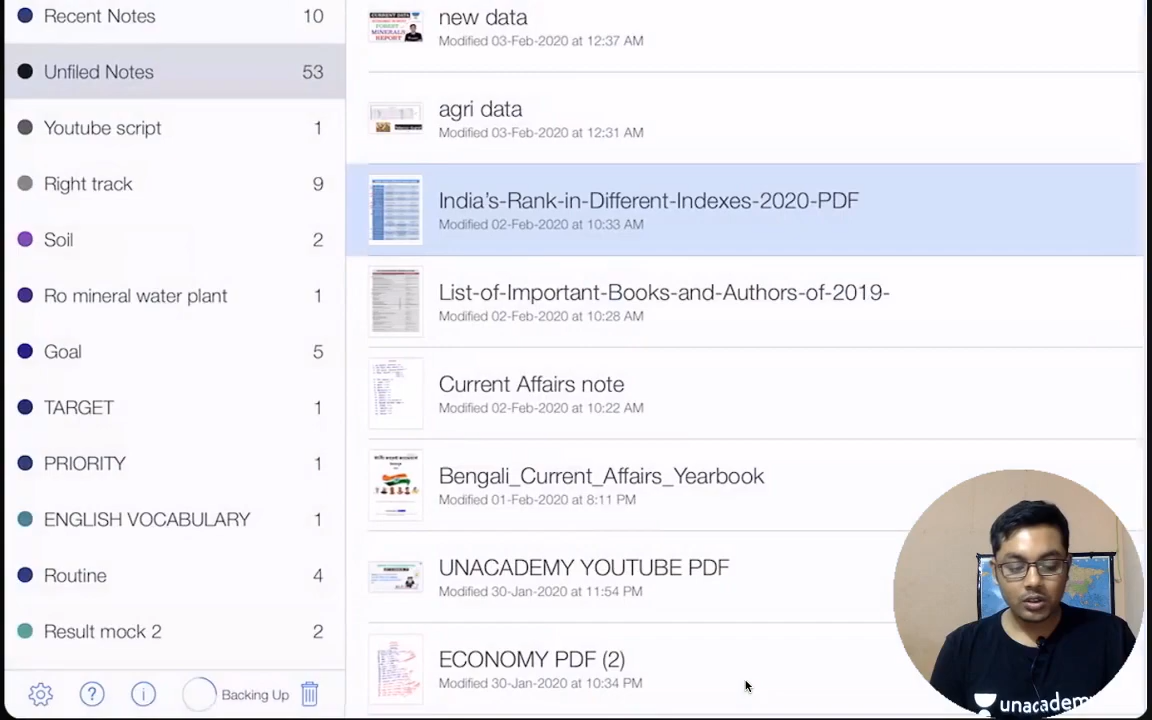 Recent Notes 10
Unfiled Notes 53
Youtube script 1
Right track 9
Soil 2
Ro mineral water plant 1
Goal 5
TARGET 1
PRIORITY 1
ENGLISH VOCABULARY 1
Routine 4
Result mock 2 2
Backing Up
new data
Modified 03-Feb-2020 at 12:37 AM
agri data
Modified 03-Feb-2020 at 12:31 AM
India's-Rank-in-Different-Indexes-2020-PDF
Modified 02-Feb-2020 at 10:33 AM
List-of-Important-Books-and-Authors-of-2019-
Modified 02-Feb-2020 at 10:28 AM
Current Affairs note
Modified 02-Feb-2020 at 10:22 AM
Bengali_Current_Affairs_Yearbook
Modified 01-Feb-2020 at 8:11 PM
UNACADEMY YOUTUBE PDF
Modified 30-Jan-2020 at 11:54 PM
ECONOMY PDF (2)
Modified 30-Jan-2020 at 10:34 PM
CURRENT DATA
FOREST
MINERALS
REPORT
unacademy